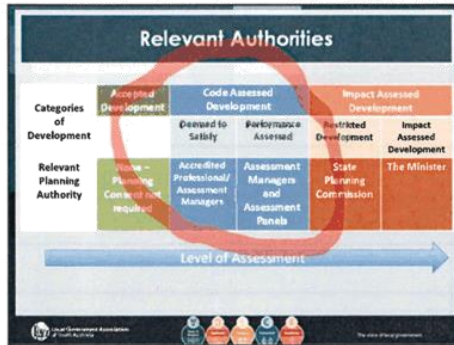 Relevant Authorities
Categories of Development
Accepted Development
Code Assessed Development
Impact Assessed Development
Deemed to Satisfy
Performance Assessed
Restricted Development
Impact Assessed Development
Relevant Planning Authority
None – Planning Consent not required
Accredited Professional/ Assessment Managers
Assessment Managers and Assessment Panels
State Planning Commission
The Minister
Level of Assessment
Local Government Association
of South Australia
The voice of local government.